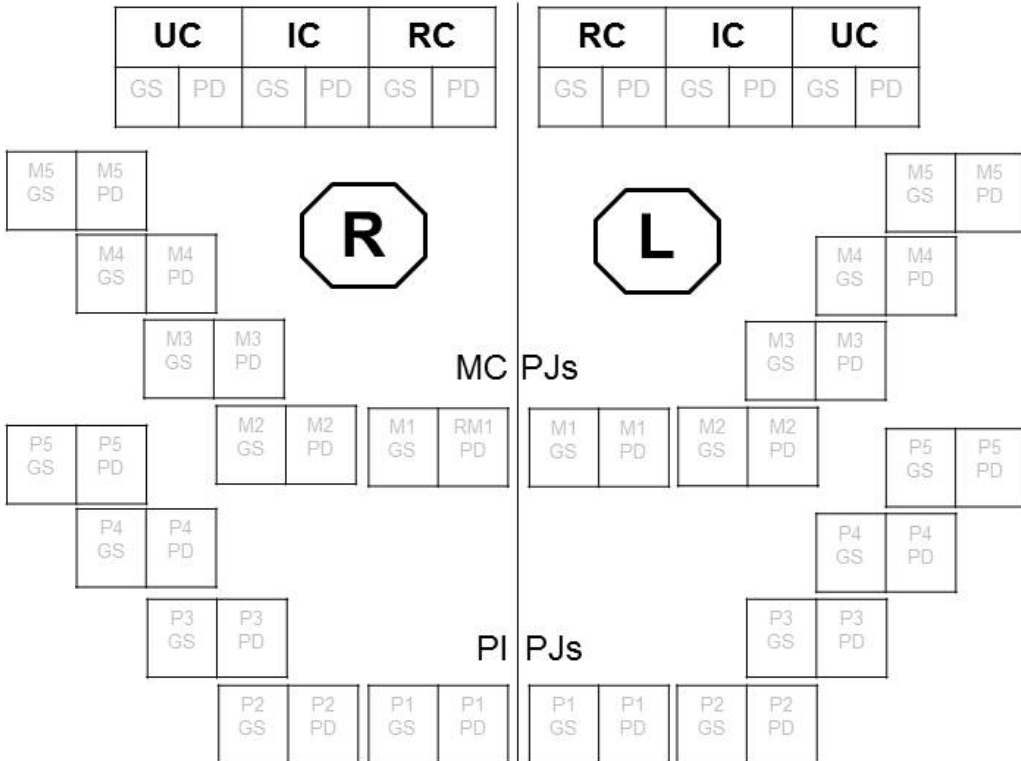 UC IC RC RC IC UC
GS PD GS PD GS PD GS PD GS PD GS PD
M5 M5 M5 M5
GS PD GS PD
R L
M4 M4 M4 M4
GS PD GS PD
M3 M3 M3 M3
GS PD GS PD
MC PJs
M2 M2 M1 RM1 M1 M1 M2 M2
GS PD GS PD GS PD GS PD
P5 P5 P5 P5
GS PD GS PD
P4 P4 P4 P4
GS PD GS PD
P3 P3 P3 P3
GS PD GS PD
PI PJs
P2 P2 P1 P1 P1 P1 P2 P2
GS PD GS PD GS PD GS PD